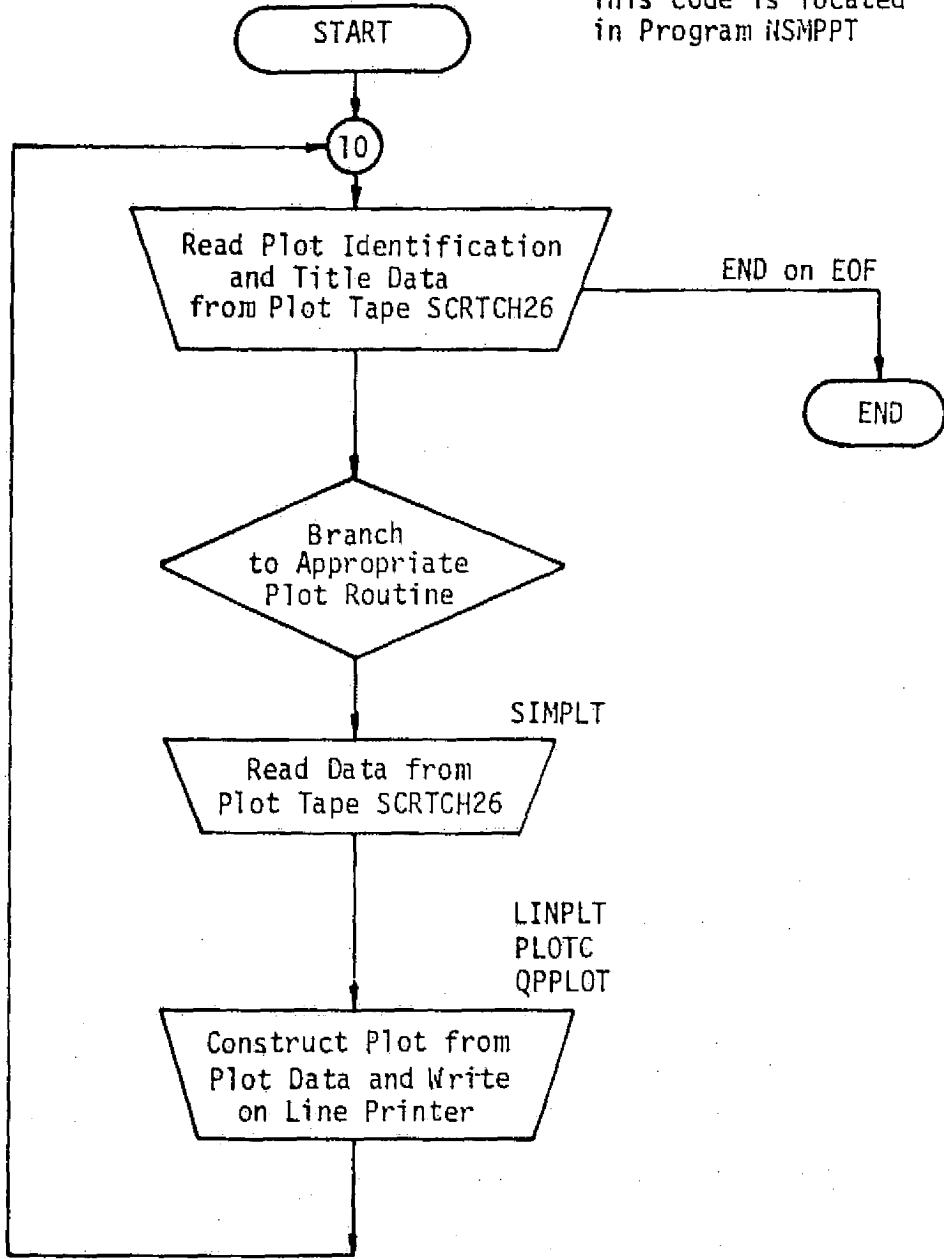 This Code is located
in Program NSMPPT
START
10
Read Plot Identification
and Title Data
from Plot Tape SCRTCH26
END on EOF
END
Branch
to Appropriate
Plot Routine
SIMPLT
Read Data from
Plot Tape SCRTCH26
LINPLT
PLOTC
QPPLOT
Construct Plot from
Plot Data and Write
on Line Printer